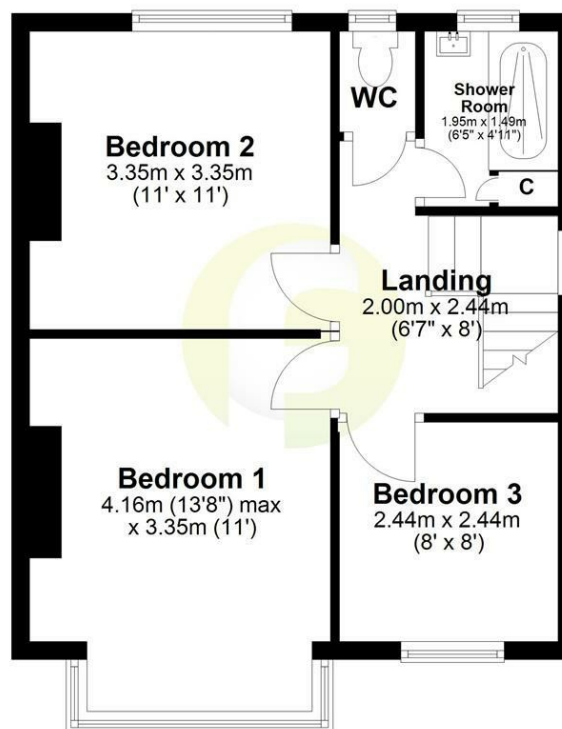 WC
Shower
Room
1.95m x 1.49m
(6'5" x 4'11")
Bedroom 2
3.35m x 3.35m
(11' x 11')
C
Landing
2.00m x 2.44m
(6'7" x 8')
Bedroom 1
4.16m (13'8") max
x 3.35m (11')
Bedroom 3
2.44m x 2.44m
(8' x 8')